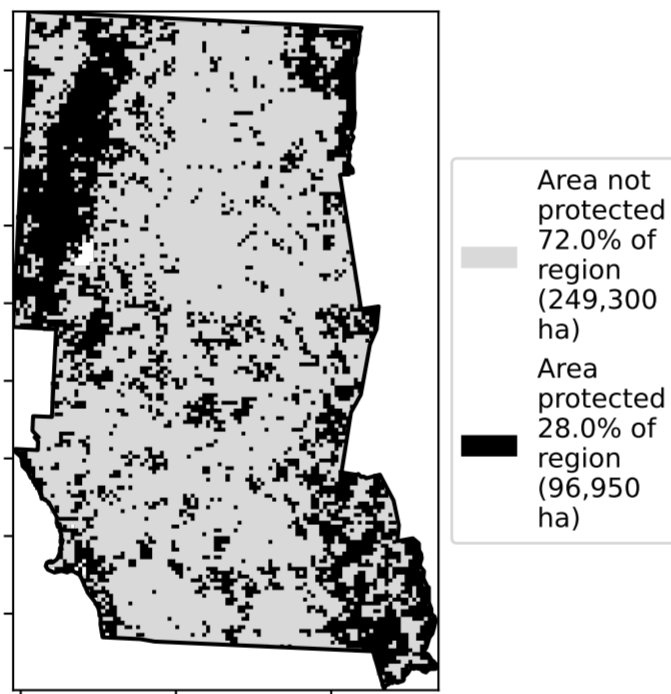 Area not
protected
72.0% of
region
(249,300
ha)
Area
protected
28.0% of
region
(96,950
ha)